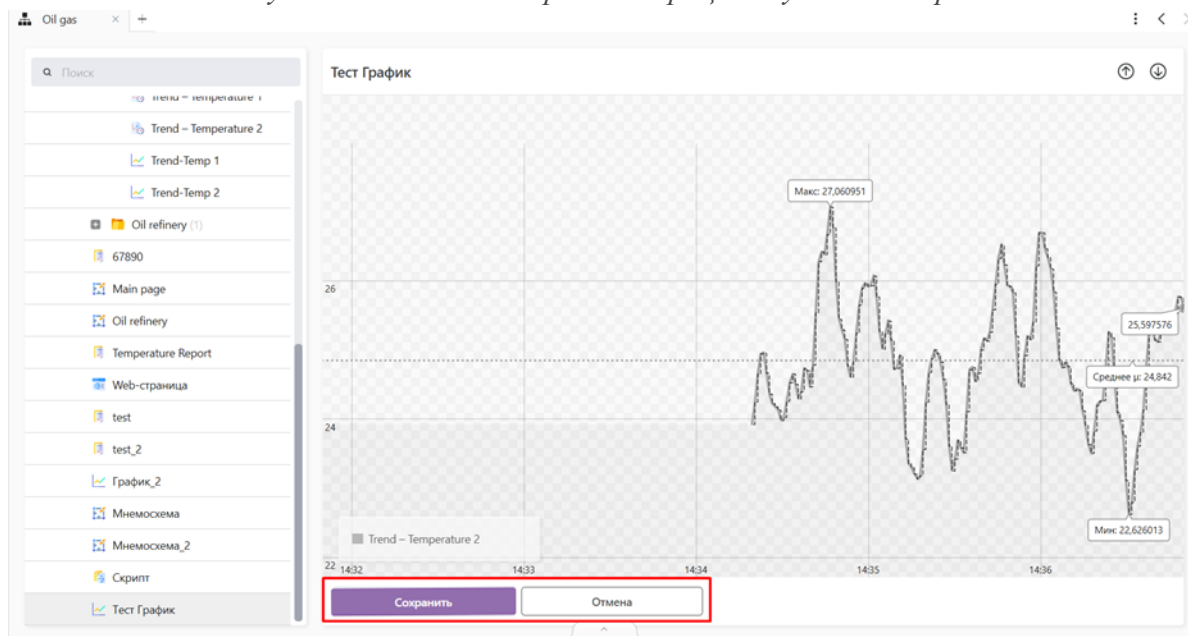 Oil gas
Поиск
Trend – Temperature 1
Trend – Temperature 2
Trend-Temp 1
Trend-Temp 2
Oil refinery (1)
67890
Main page
Oil refinery
Temperature Report
Web-страница
test
test_2
График_2
Мнемосхема
Мнемосхема_2
Скрипт
Тест График
Тест График
Макс: 27,060951
26
25,597576
Среднее μ: 24,842
24
Мин: 22,626013
Trend – Temperature 2
22 14:32 14:33 14:34 14:35 14:36
Сохранить Отмена